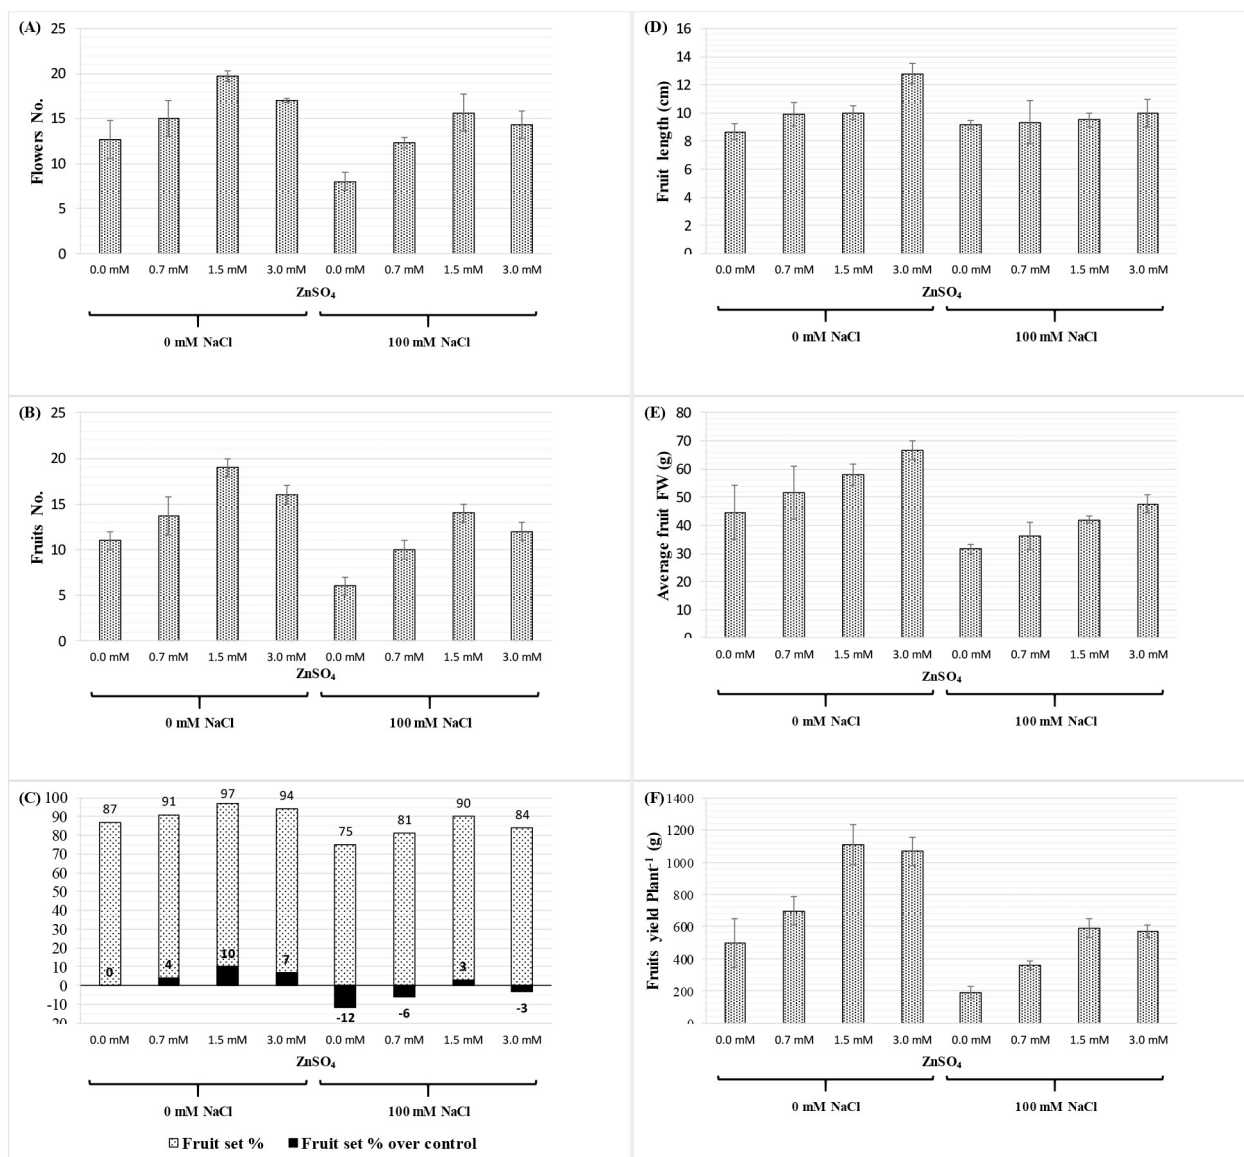 (A)
Flowers No.
25
20
15
10
5
0
0.0 mM 0.7 mM 1.5 mM 3.0 mM 0.0 mM 0.7 mM 1.5 mM 3.0 mM
ZnSO4
0 mM NaCl 100 mM NaCl
(D)
Fruit length (cm)
16
14
12
10
8
6
4
2
0
0.0 mM 0.7 mM 1.5 mM 3.0 mM 0.0 mM 0.7 mM 1.5 mM 3.0 mM
ZnSO4
0 mM NaCl 100 mM NaCl
(B)
Fruits No.
25
20
15
10
5
0
0.0 mM 0.7 mM 1.5 mM 3.0 mM 0.0 mM 0.7 mM 1.5 mM 3.0 mM
ZnSO4
0 mM NaCl 100 mM NaCl
(E)
Average fruit FW (g)
80
70
60
50
40
30
20
10
0
0.0 mM 0.7 mM 1.5 mM 3.0 mM 0.0 mM 0.7 mM 1.5 mM 3.0 mM
ZnSO4
0 mM NaCl 100 mM NaCl
(C)
100
90
80
70
60
50
40
30
20
10
0
-10
20
87 91 97 94 75 81 90 84
0 4 10 7 -12 -6 3 -3
0.0 mM 0.7 mM 1.5 mM 3.0 mM 0.0 mM 0.7 mM 1.5 mM 3.0 mM
ZnSO4
0 mM NaCl 100 mM NaCl
Fruit set % Fruit set % over control
(F)
Fruits yield Plant-1 (g)
1400
1200
1000
800
600
400
200
0
0.0 mM 0.7 mM 1.5 mM 3.0 mM 0.0 mM 0.7 mM 1.5 mM 3.0 mM
ZnSO4
0 mM NaCl 100 mM NaCl